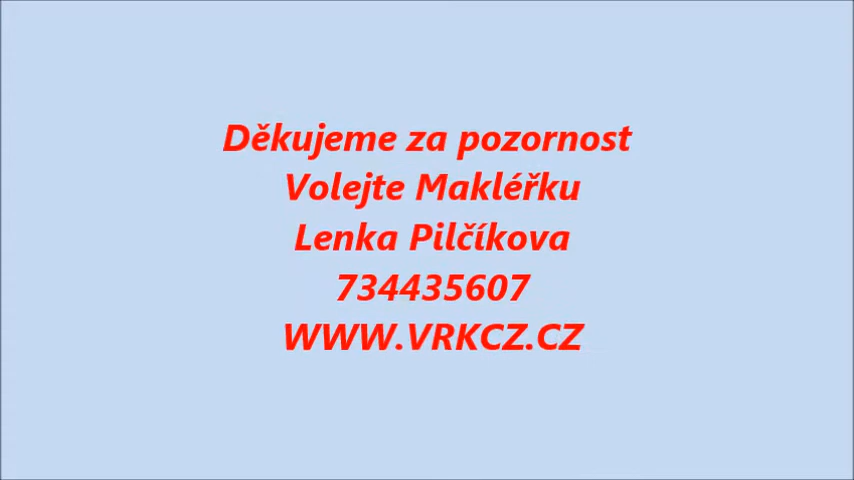 Děkujeme za pozornost
Volejte Makléřku
Lenka Pilčíkova
734435607
WWW.VRKCZ.CZ